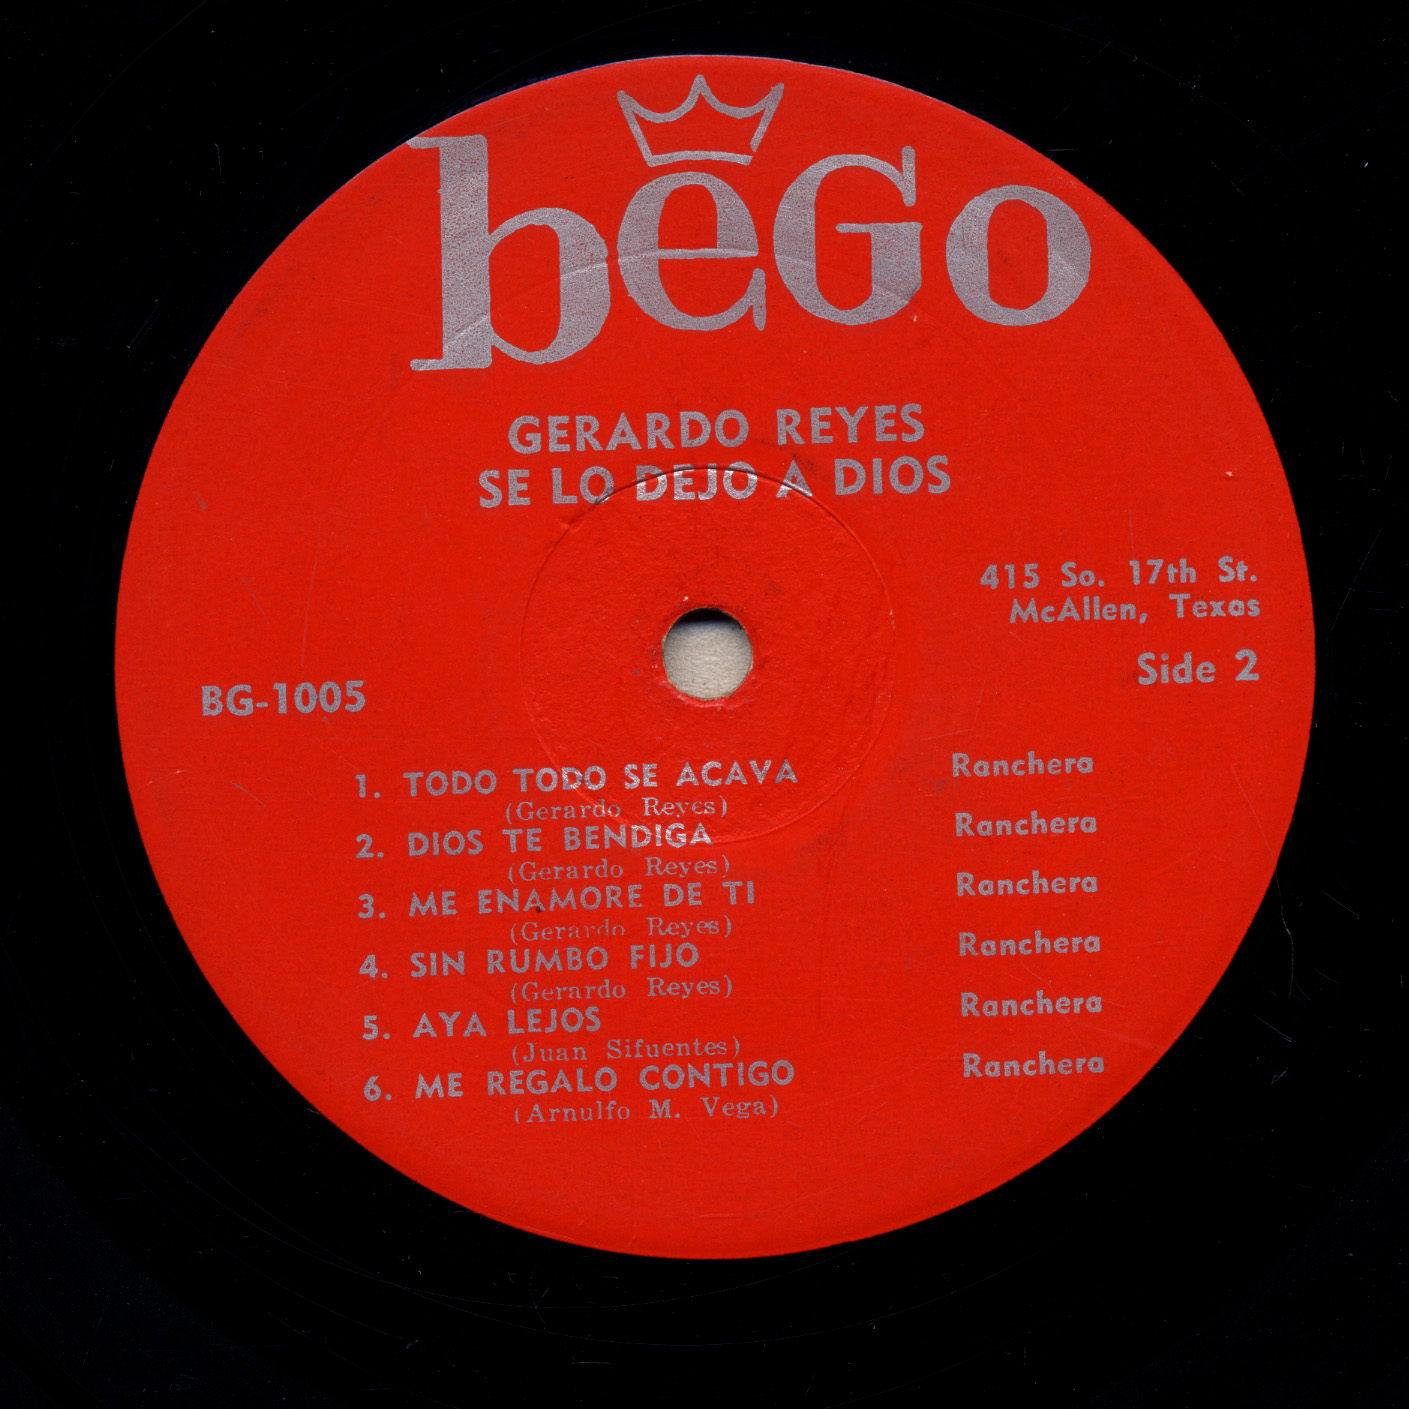 beGo
GERARDO REYES
SE LO DEJO A DIOS
415 So. 17th St.
McAllen, Texas
Side 2
BG-1005
1. TODO TODO SE ACAVA Ranchera
(Gerardo Reyes)
2. DIOS TE BENDIGA Ranchera
(Gerardo Reyes)
3. ME ENAMORE DE TI Ranchera
(Gerardo Reyes)
4. SIN RUMBO FIJO Ranchera
(Gerardo Reyes)
5. AYA LEJOS Ranchera
(Juan Sifuentes)
6. ME REGALO CONTIGO Ranchera
(Arnulfo M. Vega)